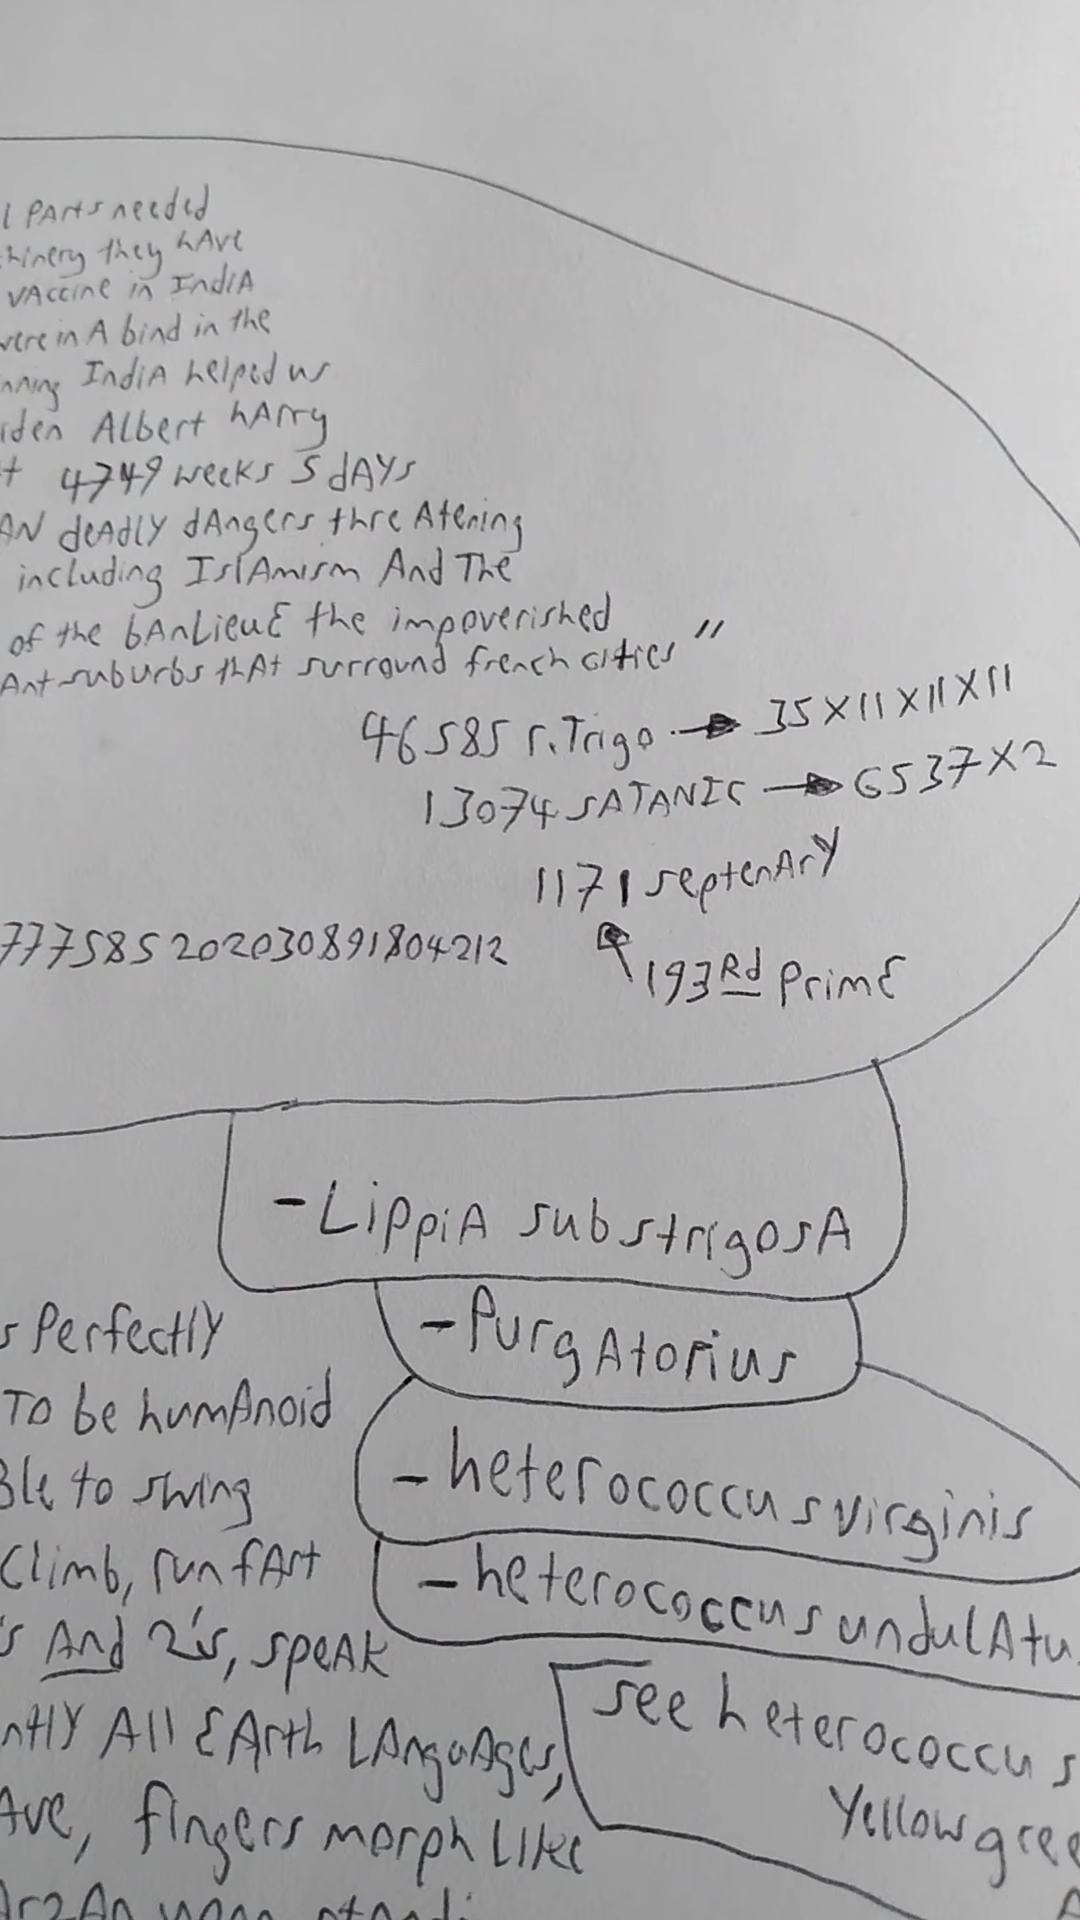 l PArts needed
hinery they hAve
vAccine in IndiA
were in A bind in the
nning IndiA helped us
iden Albert hArry
t 4749 weeks 5 dAYs
AN deAdlY dAngers thre Atening
including IslAmism And The
of the bAnLieuE the impoverished
Ant suburbs thAt surround french cities"
46585 r.Trigo. → 35X11X11X11
13074 SATANIC → 6537X2
1171 septenArY
777585202030891804212
193Rd PrimE
-LippiA substrigosA
-PurgAtorius
s PerfectlY
To be humAnoid
-heterococcus virginis
ble to swing
Climb, run fAst
-heterococcus undulAtu
's And 2's, speAk
See heterococcus
ntlY All EArth LAnguAges,
Yellow gree
Ave, fingers morph like